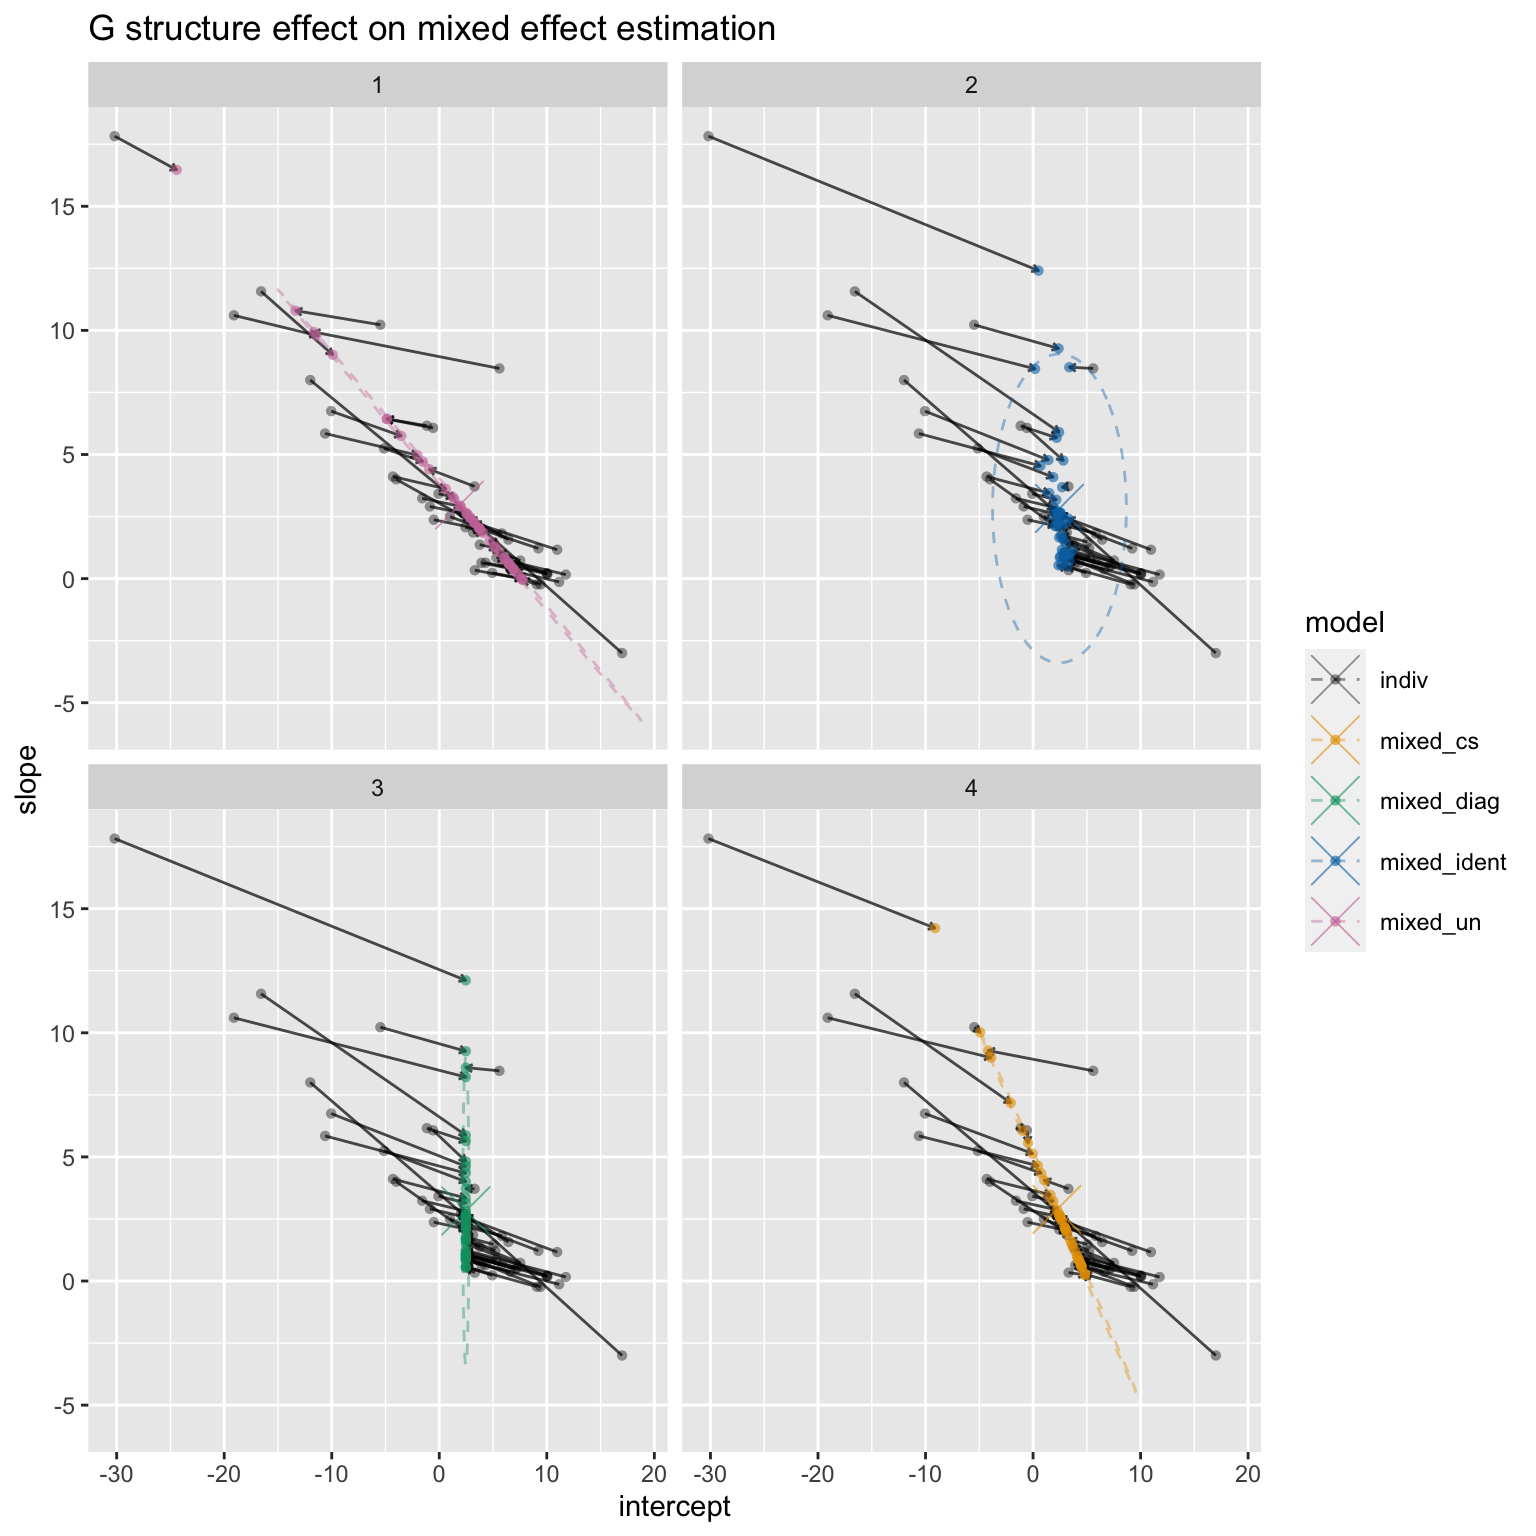 G structure effect on mixed effect estimation
1
2
15
10
5
0
-5
3
4
15
10
5
0
-5
-30
-20
-10
0
10
20
-30
-20
-10
0
10
20
intercept
slope
model
indiv
mixed_cs
mixed_diag
mixed_ident
mixed_un